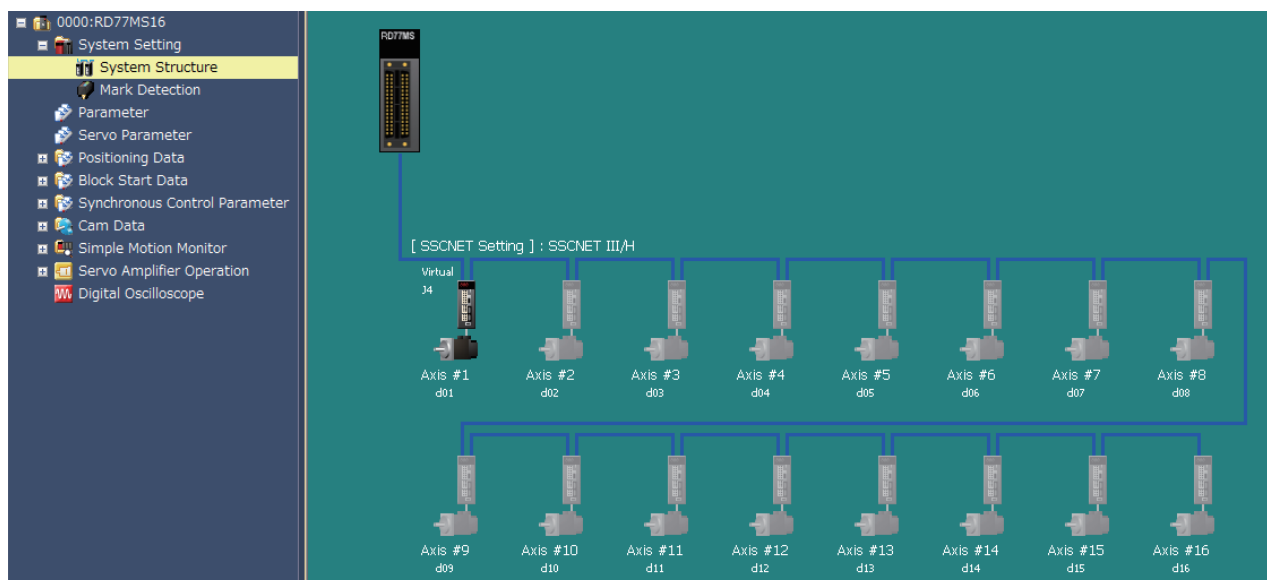 0000:RD77MS16
System Setting
System Structure
Mark Detection
Parameter
Servo Parameter
Positioning Data
Block Start Data
Synchronous Control Parameter
Cam Data
Simple Motion Monitor
Servo Amplifier Operation
Digital Oscilloscope
RD77MS
[ SSCNET Setting ] : SSCNET III/H
Virtual
J4
Axis #1 Axis #2 Axis #3 Axis #4 Axis #5 Axis #6 Axis #7 Axis #8
d01 d02 d03 d04 d05 d06 d07 d08
Axis #9 Axis #10 Axis #11 Axis #12 Axis #13 Axis #14 Axis #15 Axis #16
d09 d10 d11 d12 d13 d14 d15 d16